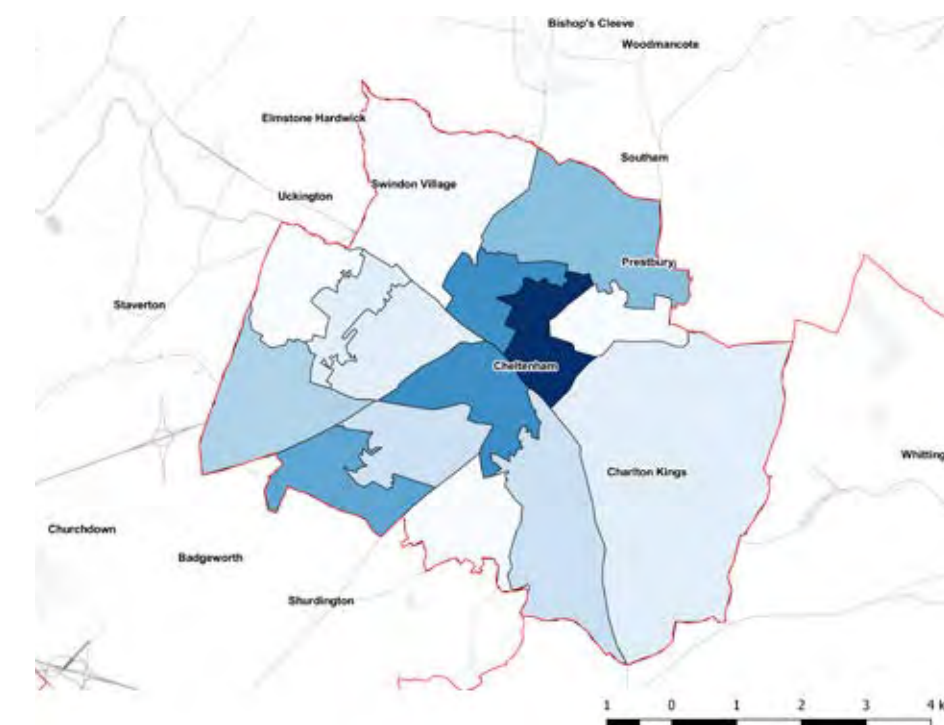 Bishop's Cleeve
Woodmancote
Elmstone Hardwick
Southam
Swindon Village
Uckington
Prestbury
Staverton
Cheltenham
Whitting
Charlton Kings
Churchdown
Badgeworth
Shurdington
1 0 1 2 3 4 k